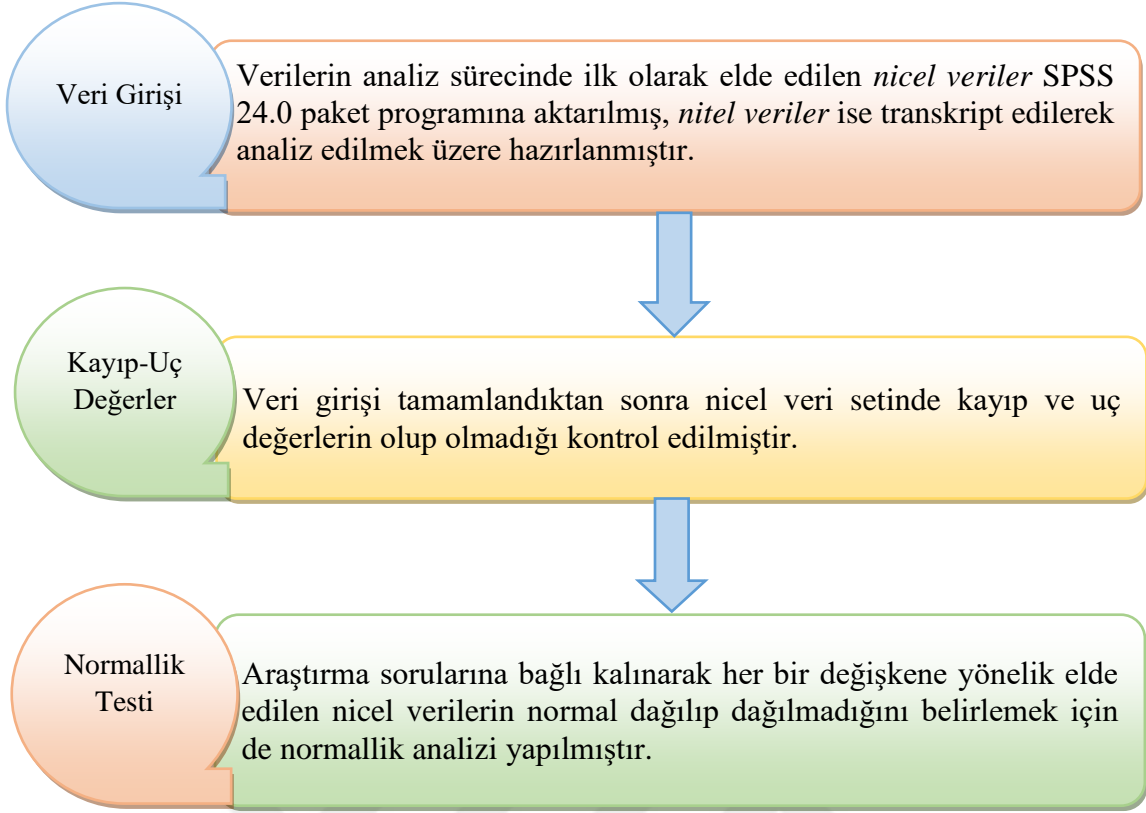 Veri Girişi
Verilerin analiz sürecinde ilk olarak elde edilen nicel veriler SPSS
24.0 paket programına aktarılmış, nitel veriler ise transkript edilerek
analiz edilmek üzere hazırlanmıştır.
Kayıp-Uç
Değerler
Veri girişi tamamlandıktan sonra nicel veri setinde kayıp ve uç
değerlerin olup olmadığı kontrol edilmiştir.
Normallik
Testi
Araştırma sorularına bağlı kalınarak her bir değişkene yönelik elde
edilen nicel verilerin normal dağılıp dağılmadığını belirlemek için
de normallik analizi yapılmıştır.